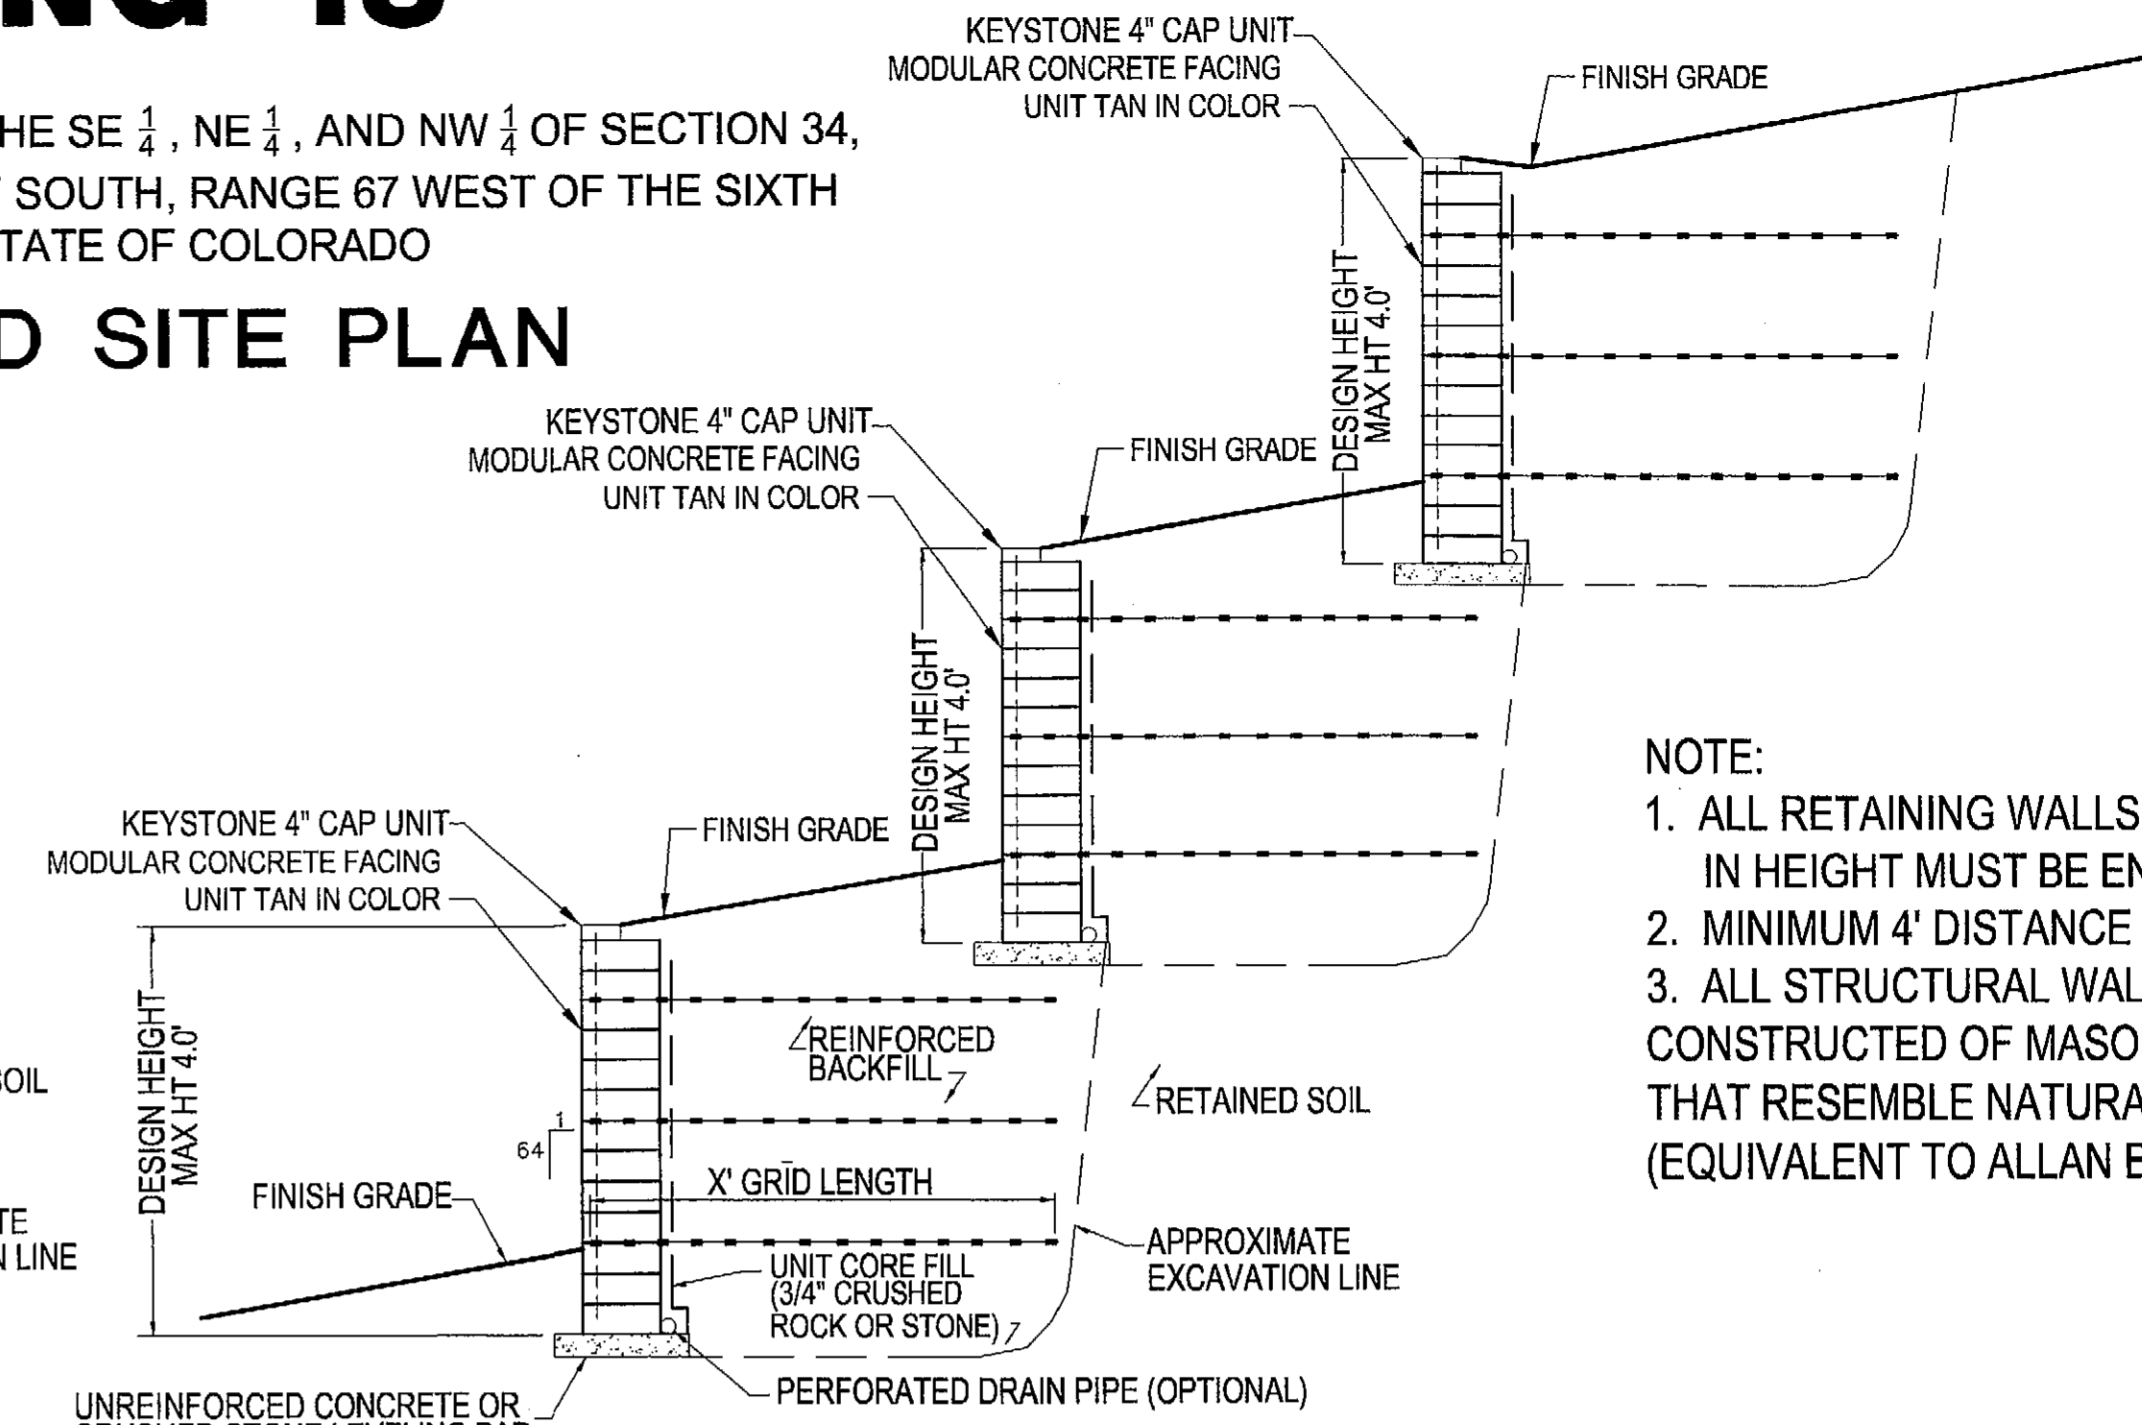 HE SE 1/4, NE 1/4, AND NW 1/4 OF SECTION 34,
SOUTH, RANGE 67 WEST OF THE SIXTH
TATE OF COLORADO
D SITE PLAN
KEYSTONE 4" CAP UNIT
MODULAR CONCRETE FACING
UNIT TAN IN COLOR
FINISH GRADE
DESIGN HEIGHT
MAX HT 4.0'
KEYSTONE 4" CAP UNIT
MODULAR CONCRETE FACING
UNIT TAN IN COLOR
FINISH GRADE
DESIGN HEIGHT
MAX HT 4.0'
KEYSTONE 4" CAP UNIT
MODULAR CONCRETE FACING
UNIT TAN IN COLOR
FINISH GRADE
DESIGN HEIGHT
MAX HT 4.0'
REINFORCED
BACKFILL
RETAINED SOIL
1
64
X' GRID LENGTH
FINISH GRADE
UNIT CORE FILL
(3/4" CRUSHED
ROCK OR STONE)
APPROXIMATE
EXCAVATION LINE
PERFORATED DRAIN PIPE (OPTIONAL)
UNREINFORCED CONCRETE OR
OIL
TE
N LINE
NOTE:
1. ALL RETAINING WALLS
IN HEIGHT MUST BE EN
2. MINIMUM 4' DISTANCE
3. ALL STRUCTURAL WAL
CONSTRUCTED OF MASO
THAT RESEMBLE NATURA
(EQUIVALENT TO ALLAN B